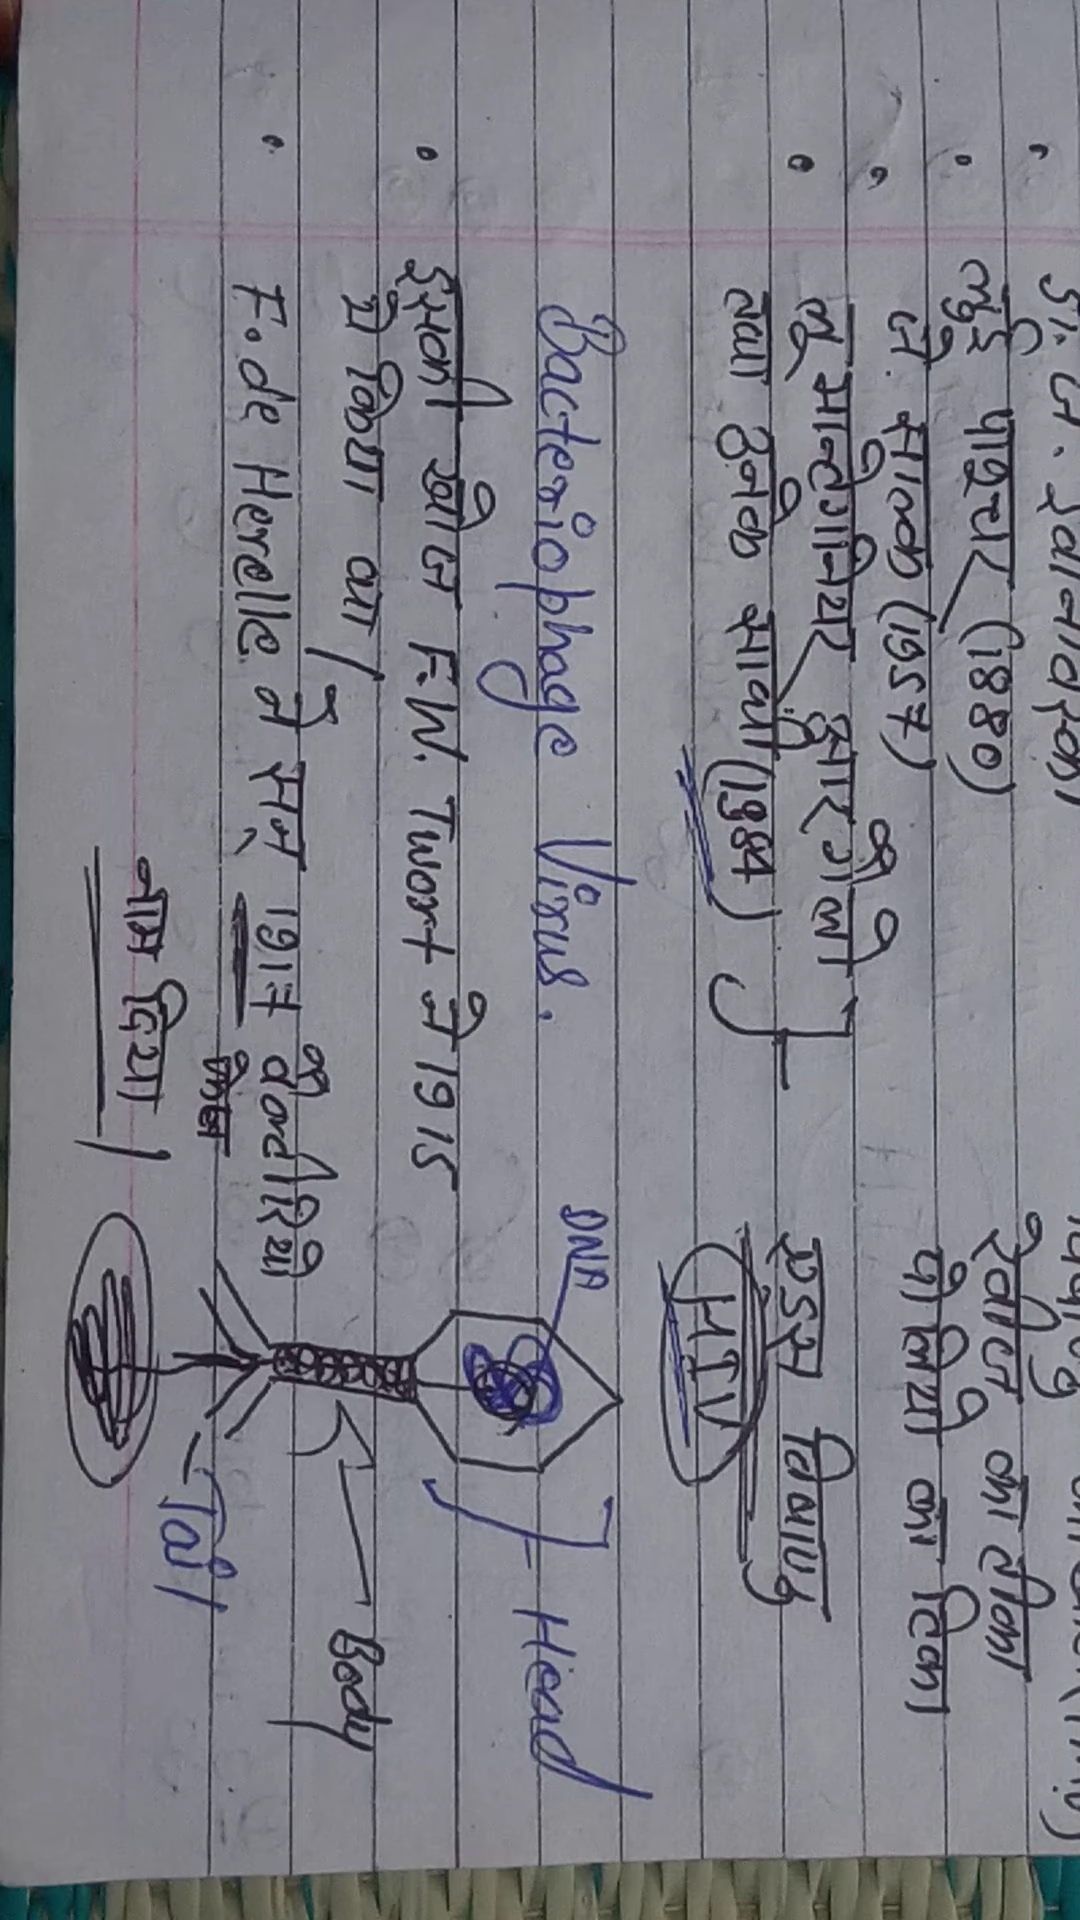 डॉ. ज.
लुई पाश्चर (1880) रेबीज का टीका
जे. साल्क (1957) पोलियो का टिका
लू मान्टेगनियर
तथा उनके साथी (1984)
एड्स विषाणु
HIV
Bacteriophage Virus.
इसकी खोज F.W. Twort ने 1915
में किया था।
F.de Herelle ने सन् 1917 में बैक्टीरियो
फेज
नाम दिया।
DNA
Head
Body
Tail